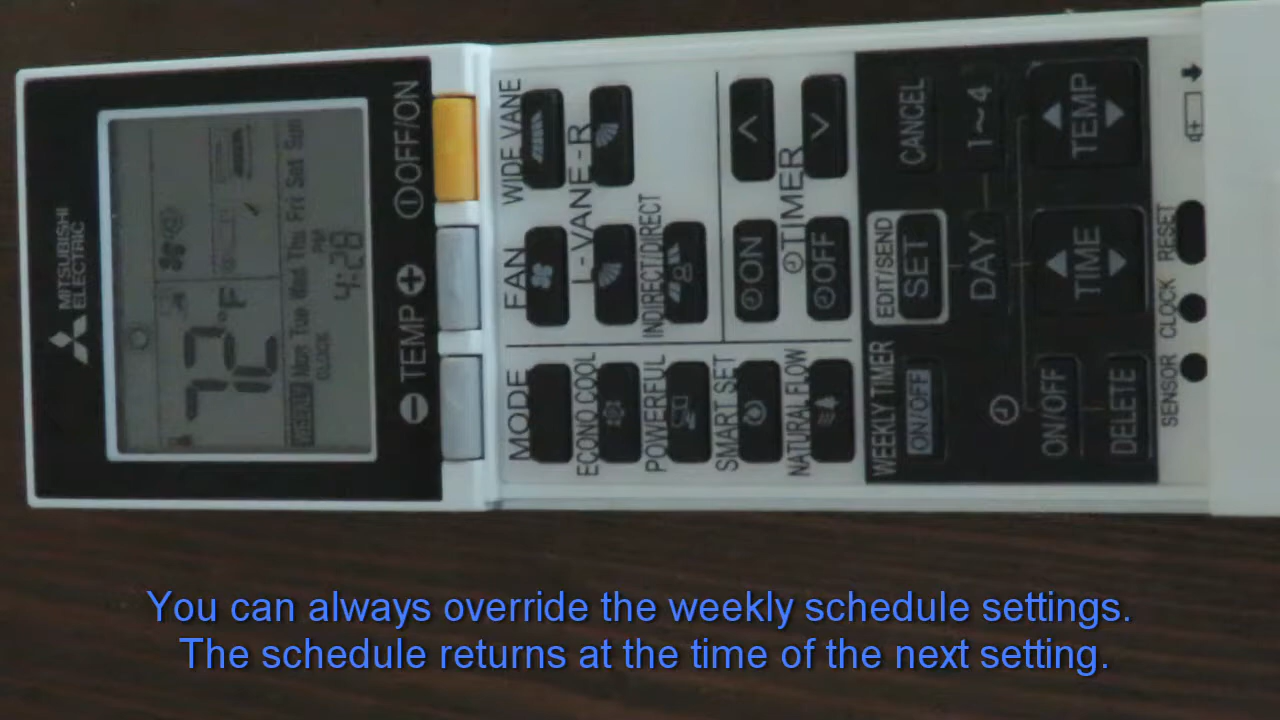 MITSUBISHI
ELECTRIC
72°F
WEEKLY Mon Tue Wed Thu Fri Sat Sun
CLOCK
PM
4:28
TEMP
OFF/ON
MODE
FAN
WIDE VANE
ECONO COOL
L-VANE-R
POWERFUL
INDIRECT/DIRECT
SMART SET
ON
TIMER
NATURAL FLOW
OFF
WEEKLY TIMER
ON/OFF
EDIT/SEND
SET
CANCEL
DAY
1~4
ON/OFF
TIME
TEMP
DELETE
SENSOR
CLOCK
RESET
You can always override the weekly schedule settings.
The schedule returns at the time of the next setting.